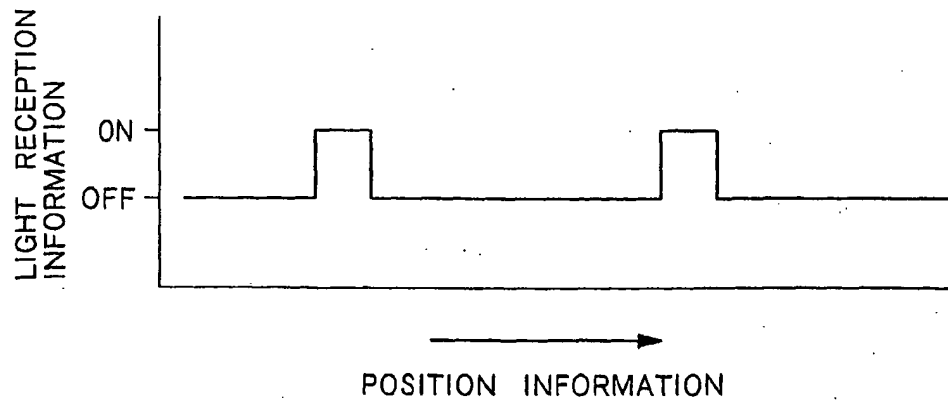 LIGHT RECEPTION
INFORMATION
ON
OFF
POSITION INFORMATION